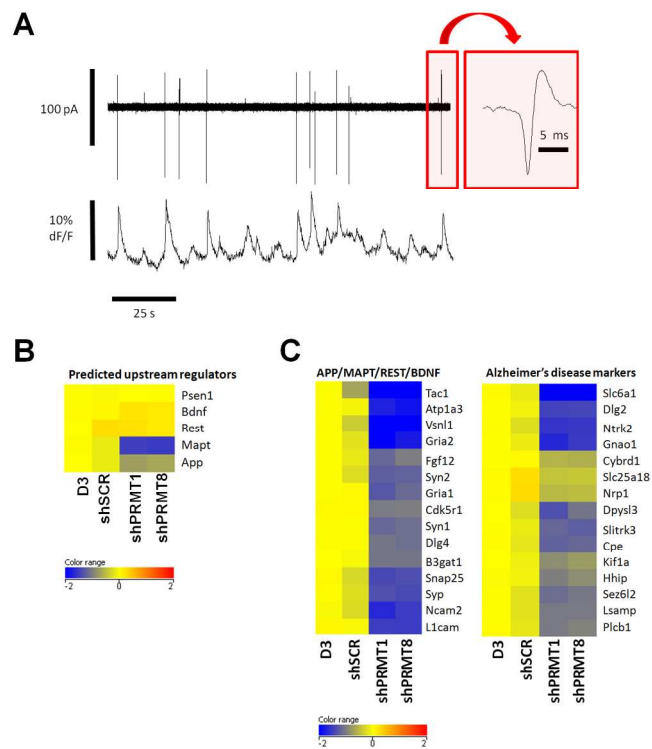 A
100 pA
5 ms
10%
dF/F
25 s
B
Predicted upstream regulators
Psen1
Bdnf
Rest
Mapt
App
D3
shSCR
shPRMT1
shPRMT8
Color range
-2 0 2
C
APP/MAPT/REST/BDNF
Tac1
Atp1a3
Vsnl1
Gria2
Fgf12
Syn2
Gria1
Cdk5r1
Syn1
Dlg4
B3gat1
Snap25
Syp
Ncam2
L1cam
D3
shSCR
shPRMT1
shPRMT8
Alzheimer's disease markers
Slc6a1
Dlg2
Ntrk2
Gnao1
Cybrd1
Slc25a18
Nrp1
Dpysl3
Slitrk3
Cpe
Kif1a
Hhip
Sez6l2
Lsamp
Plcb1
D3
shSCR
shPRMT1
shPRMT8
Color range
-2 0 2